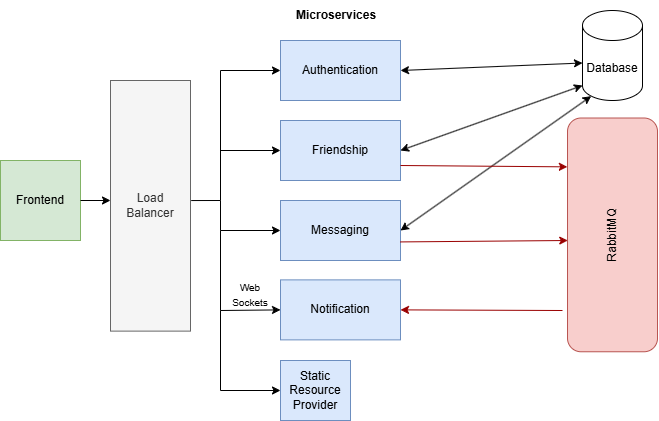 Microservices
Authentication
Database
Friendship
Frontend
Load
Balancer
Messaging
RabbitMQ
Web
Sockets
Notification
Static
Resource
Provider